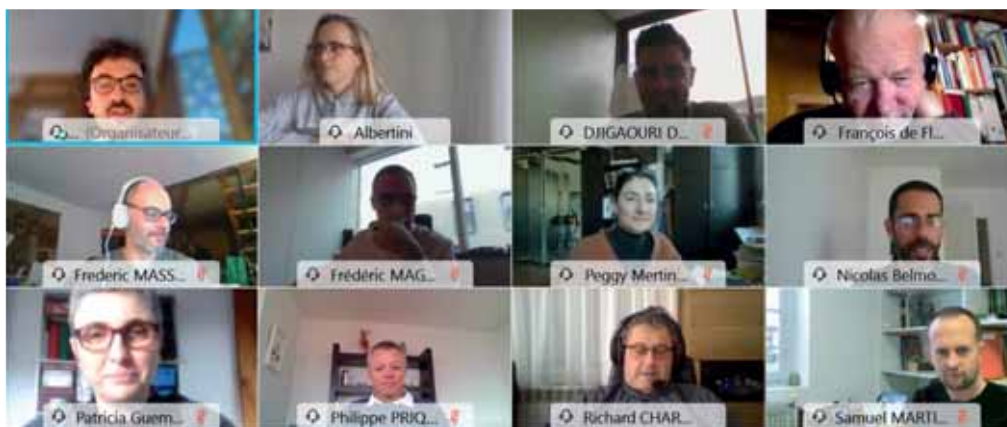 ... (Organisateur...
Albertini
DJIGAOURI D...
François de Fl...
Frederic MASS...
Frédéric MAG...
Peggy Mertin...
Nicolas Belmo...
Patricia Guem...
Philippe PRIQ...
Richard CHAR...
Samuel MARTI...